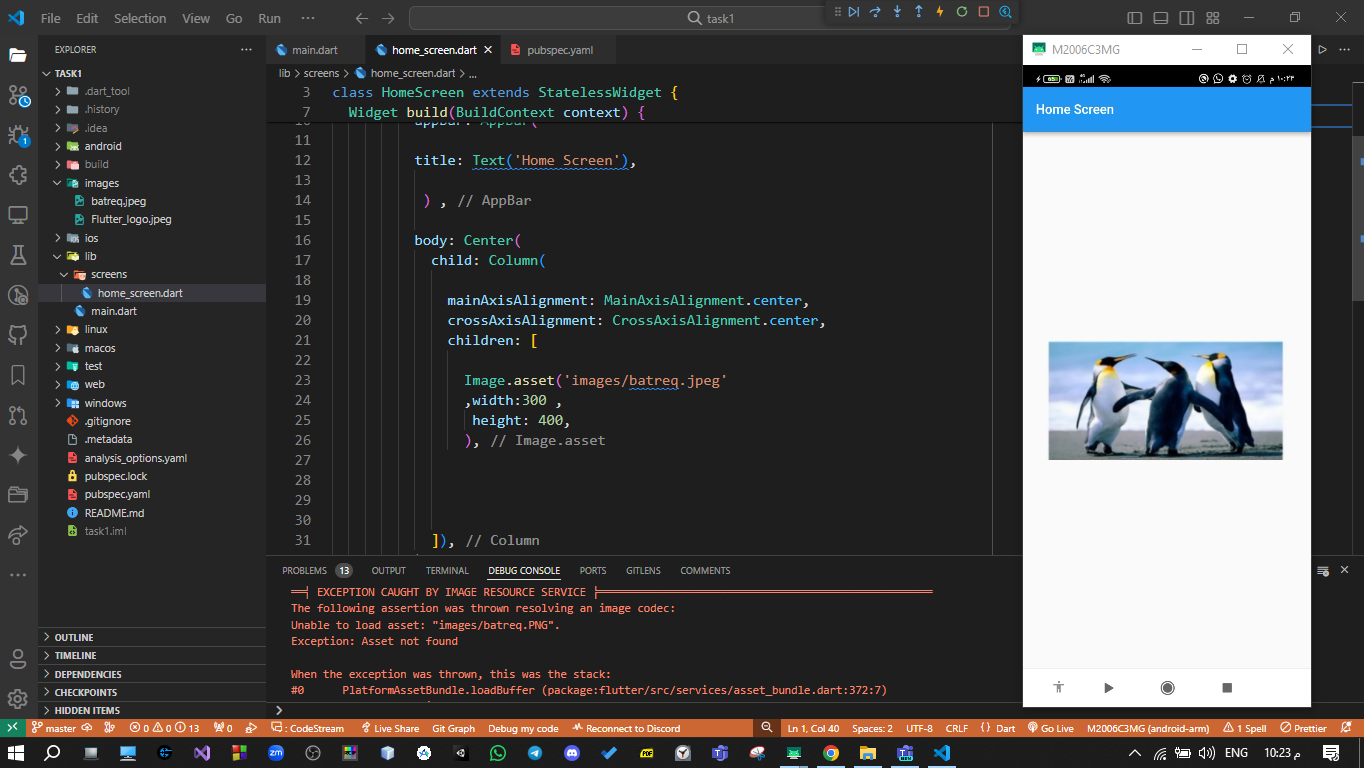 File Edit Selection View Go Run ··· task1
EXPLORER ···
TASK1
.dart_tool
.history
.idea
android
build
images
batreq.jpeg
Flutter_logo.jpeg
ios
lib
screens
home_screen.dart
main.dart
linux
macos
test
web
windows
.gitignore
.metadata
analysis_options.yaml
pubspec.lock
pubspec.yaml
README.md
task1.iml
OUTLINE
TIMELINE
DEPENDENCIES
CHECKPOINTS
HIDDEN ITEMS
main.dart home_screen.dart pubspec.yaml
lib > screens > home_screen.dart > ...
3 class HomeScreen extends StatelessWidget {
7 Widget build(BuildContext context) {
10 appBar: AppBar(
11
12 title: Text('Home Screen'),
13
14 ) , // AppBar
15
16 body: Center(
17 child: Column(
18
19 mainAxisAlignment: MainAxisAlignment.center,
20 crossAxisAlignment: CrossAxisAlignment.center,
21 children: [
22
23 Image.asset('images/batreq.jpeg'
24 ,width:300 ,
25 height: 400,
26 ), // Image.asset
27
28
29
30
31 ]), // Column
PROBLEMS 13 OUTPUT TERMINAL DEBUG CONSOLE PORTS GITLENS COMMENTS
══╡ EXCEPTION CAUGHT BY IMAGE RESOURCE SERVICE ╞══
The following assertion was thrown resolving an image codec:
Unable to load asset: "images/batreq.PNG".
Exception: Asset not found
When the exception was thrown, this was the stack:
#0 PlatformAssetBundle.loadBuffer (package:flutter/src/services/asset_bundle.dart:372:7)
M2006C3MG
١٠:٢٣ م
Home Screen
master 0 0 13 0 : CodeStream Live Share Git Graph Debug my code Reconnect to Discord Ln 1, Col 40 Spaces: 2 UTF-8 CRLF {} Dart Go Live M2006C3MG (android-arm) 1 Spell Prettier
ENG 10:23 م